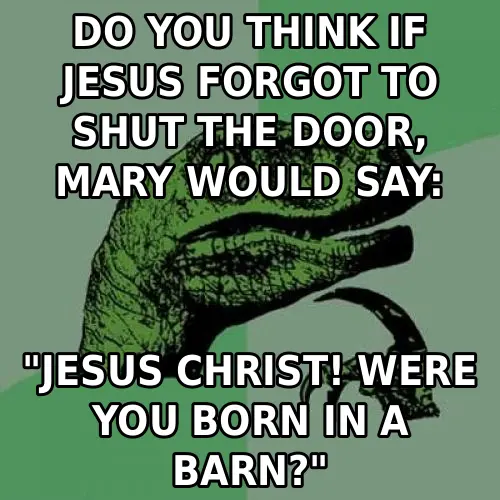 DO YOU THINK IF
JESUS FORGOT TO
SHUT THE DOOR,
MARY WOULD SAY:
"JESUS CHRIST! WERE
YOU BORN IN A
BARN?"